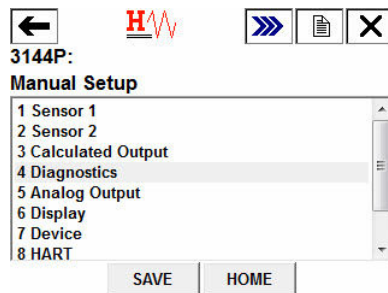 H
3144P:
Manual Setup
1 Sensor 1
2 Sensor 2
3 Calculated Output
4 Diagnostics
5 Analog Output
6 Display
7 Device
8 HART
SAVE HOME